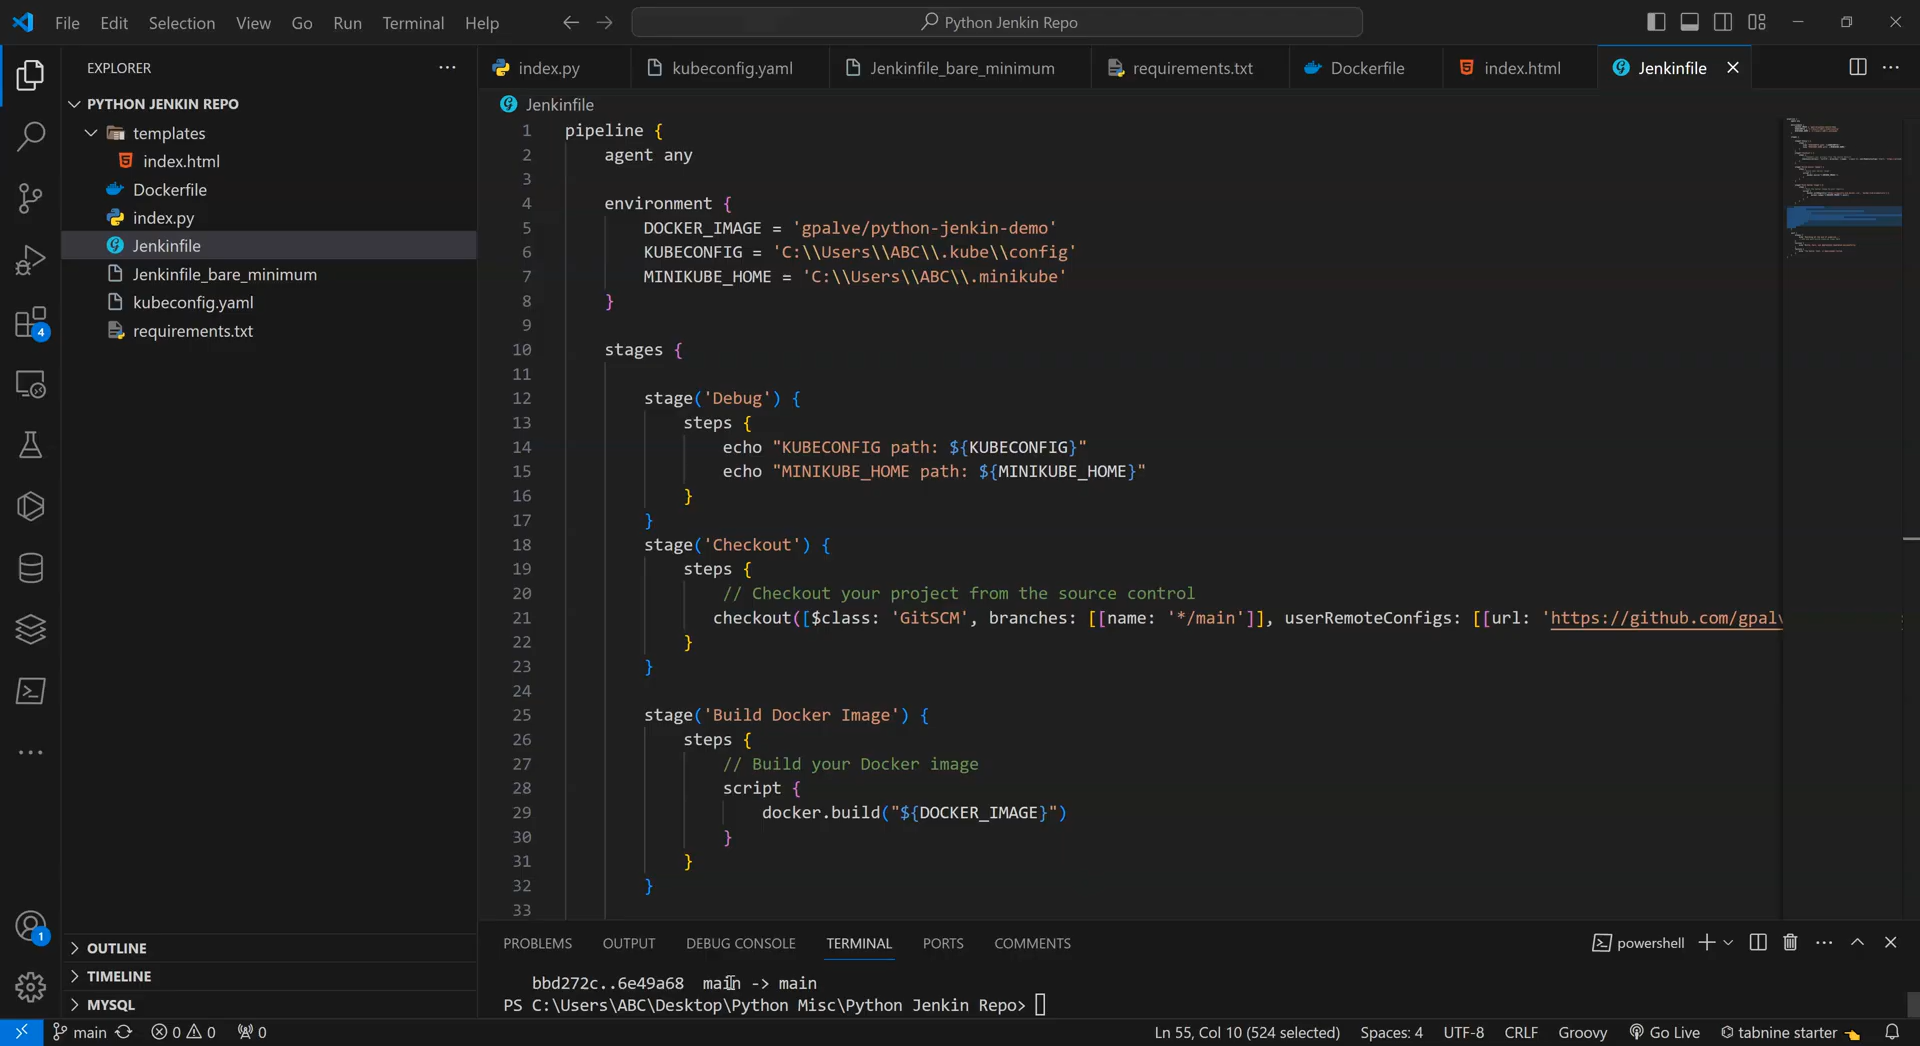 File Edit Selection View Go Run Terminal Help
Python Jenkin Repo
EXPLORER
PYTHON JENKIN REPO
templates
index.html
Dockerfile
index.py
Jenkinfile
Jenkinfile_bare_minimum
kubeconfig.yaml
requirements.txt
OUTLINE
TIMELINE
MYSQL
4
1
index.py kubeconfig.yaml Jenkinfile_bare_minimum requirements.txt Dockerfile index.html Jenkinfile
Jenkinfile
1 pipeline {
2 agent any
3
4 environment {
5 DOCKER_IMAGE = 'gpalve/python-jenkin-demo'
6 KUBECONFIG = 'C:\\Users\\ABC\\.kube\\config'
7 MINIKUBE_HOME = 'C:\\Users\\ABC\\.minikube'
8 }
9
10 stages {
11
12 stage('Debug') {
13 steps {
14 echo "KUBECONFIG path: ${KUBECONFIG}"
15 echo "MINIKUBE_HOME path: ${MINIKUBE_HOME}"
16 }
17 }
18 stage('Checkout') {
19 steps {
20 // Checkout your project from the source control
21 checkout([$class: 'GitSCM', branches: [[name: '*/main']], userRemoteConfigs: [[url: 'https://github.com/gpalv
22 }
23 }
24
25 stage('Build Docker Image') {
26 steps {
27 // Build your Docker image
28 script {
29 docker.build("${DOCKER_IMAGE}")
30 }
31 }
32 }
33
PROBLEMS OUTPUT DEBUG CONSOLE TERMINAL PORTS COMMENTS
powershell
bbd272c..6e49a68 main -> main
PS C:\Users\ABC\Desktop\Python Misc\Python Jenkin Repo>
main 0 0 0
Ln 55, Col 10 (524 selected) Spaces: 4 UTF-8 CRLF Groovy Go Live tabnine starter